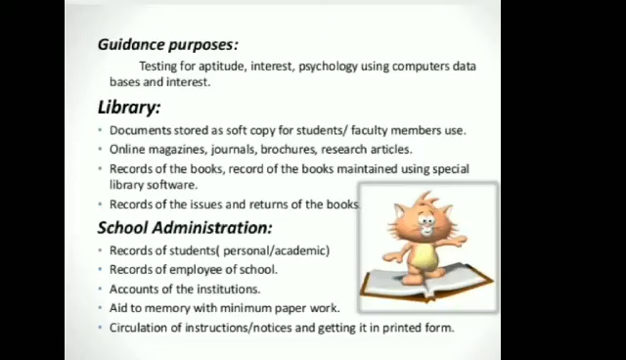 Guidance purposes:
Testing for aptitude, interest, psychology using computers data
bases and interest.
Library:
• Documents stored as soft copy for students/ faculty members use.
• Online magazines, journals, brochures, research articles.
• Records of the books, record of the books maintained using special
library software.
• Records of the issues and returns of the books
School Administration:
• Records of students( personal/academic)
• Records of employee of school.
• Accounts of the institutions.
• Aid to memory with minimum paper work.
• Circulation of instructions/notices and getting it in printed form.